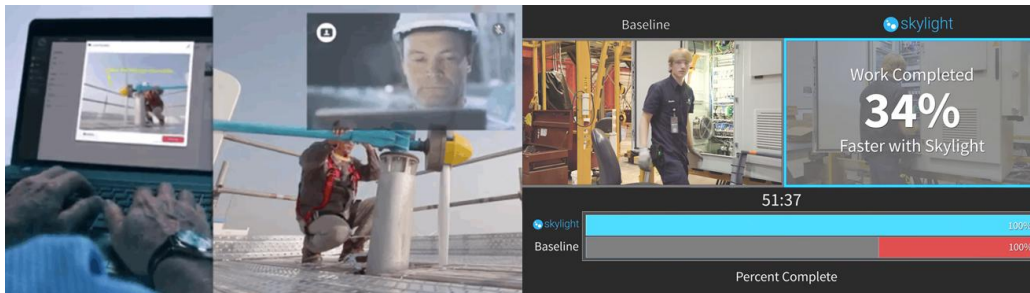 Baseline
skylight
Work Completed
34%
Faster with Skylight
51:37
skylight
100%
Baseline
100%
Percent Complete